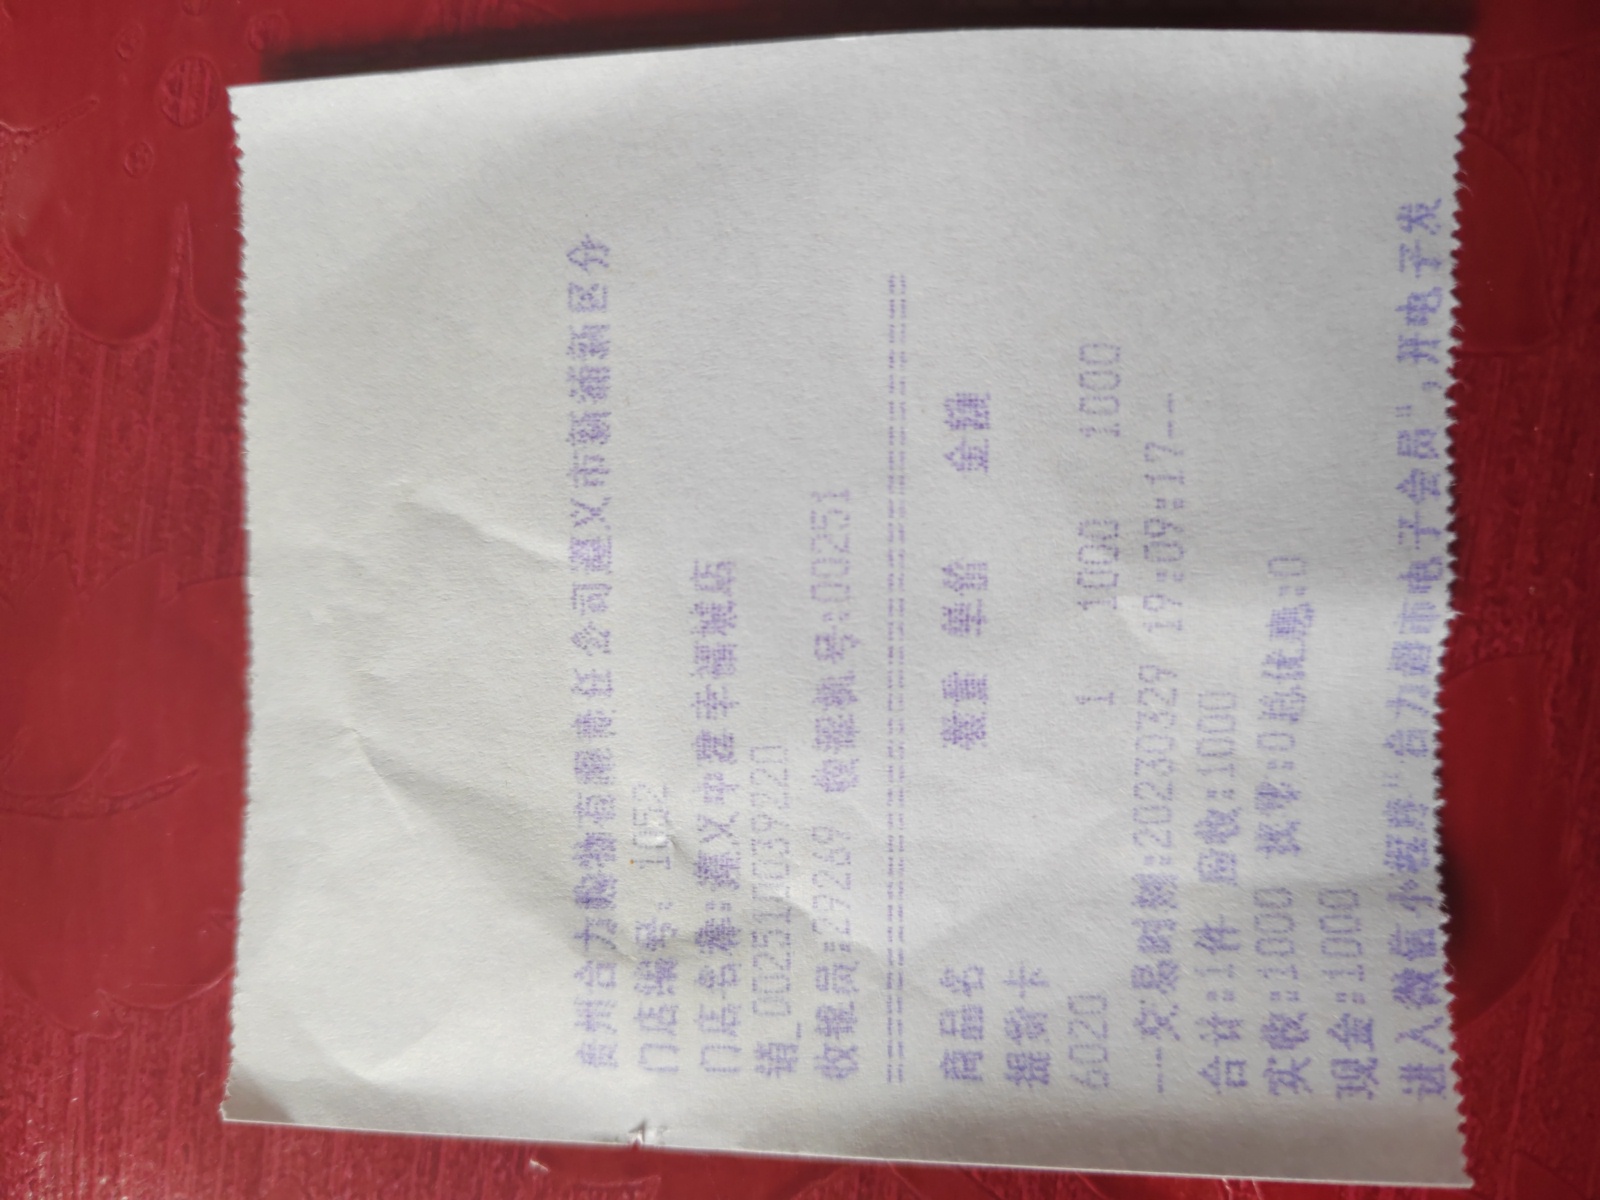 贵州合力购物有限责任公司遵义市新蒲新区分
门店编号: 1052
门店名称:遵义中建幸福城店
销_002510039220
收银员:29269 收银机号:00251
========================================
商品名 数量 单价 金额
提货卡
6020 1 1000 1000
---交易时间:20230329 19:09:17--
合计:1件 应收:1000
实收:1000 找零:0总优惠:0
现金:1000
进入微信小程序"合力超市电子会员",开电子发